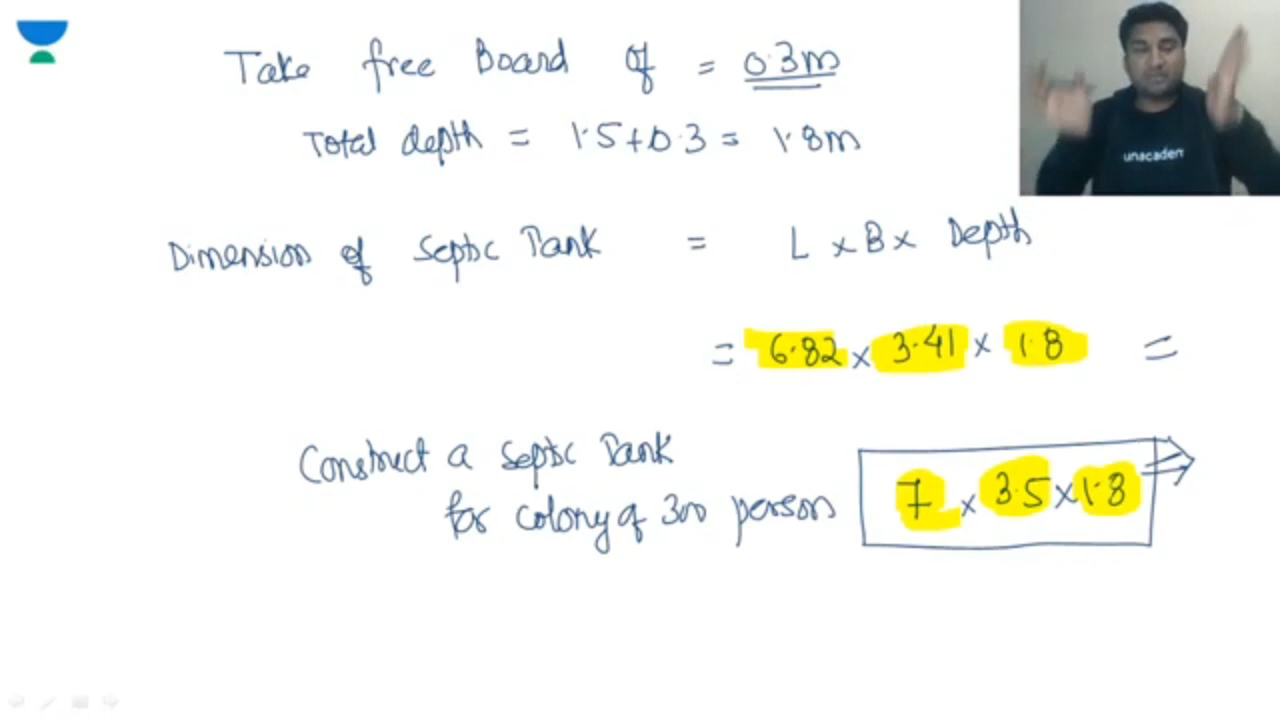 Take free Board of = 0.3m
Total depth = 1.5+0.3 = 1.8m
unacadem
Dimension of Septic Tank = L x B x Depth
= 6.82 x 3.41 x 1.8 =
Construct a Septic Tank
for colony of 300 person 7 x 3.5 x 1.8